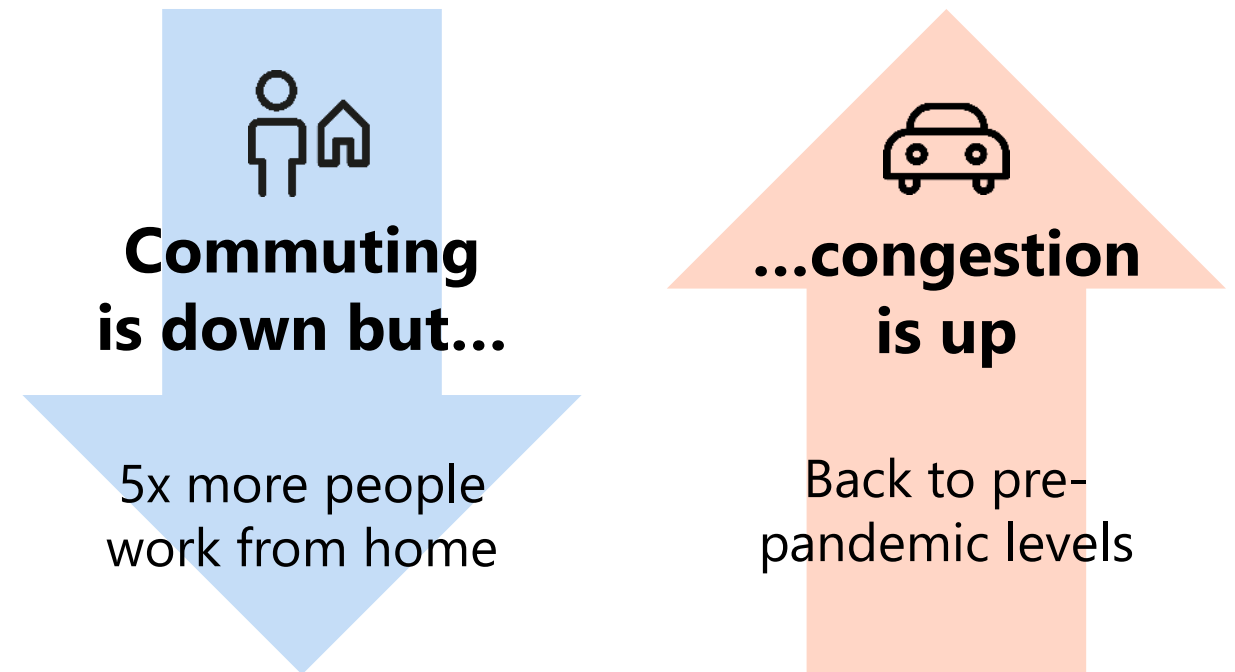 Commuting
is down but...
5x more people
work from home
...congestion
is up
Back to pre-
pandemic levels